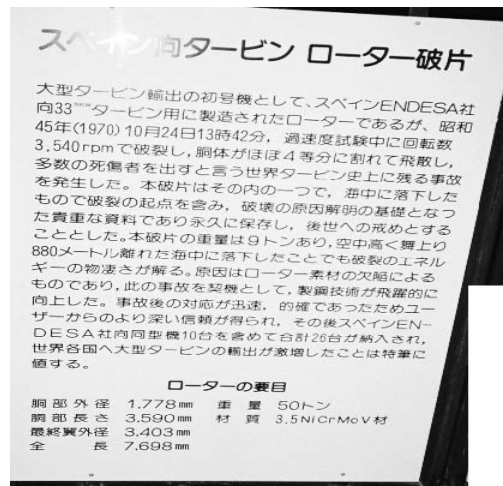 スペイン向タービン ローター破片
大型タービン輸出の初号機として、スペインENDESA社
向33万kWタービン用に製造されたローターであるが、昭和
45年(1970)10月24日13時42分，過速度試験中に回転数
3,540rpmで破裂し，胴体がほぼ4等分に割れて飛散し，
多数の死傷者を出すと言う世界タービン史上に残る事故
を発生した。本破片はその内の一つで，海中に落下した
もので破裂の起点を含み，破壊の原因解明の基礎となつ
た貴重な資料であり永久に保存し，後世への戒めとする
こととした。本破片の重量は9トンあり，空中高く舞上り
880メートル離れた海中に落下したことでも破裂のエネル
ギーの物凄さが解る。原因はローター素材の欠陥による
ものであり，此の事故を契機として，製鋼技術が飛躍的に
向上した。事故後の対応が迅速，的確であったためユー
ザーからのより深い信頼が得られ，その後スペインEN-
DESA社向同型機10台を含めて合計26台が納入され，
世界各国へ大型タービンの輸出が激増したことは特筆に
値する。
ローターの要目
胴部外径 1,778mm 重量 50トン
胴部長さ 3.590mm 材質 3.5NiCrMoV材
最終翼外径 3.403mm
全長 7.698mm